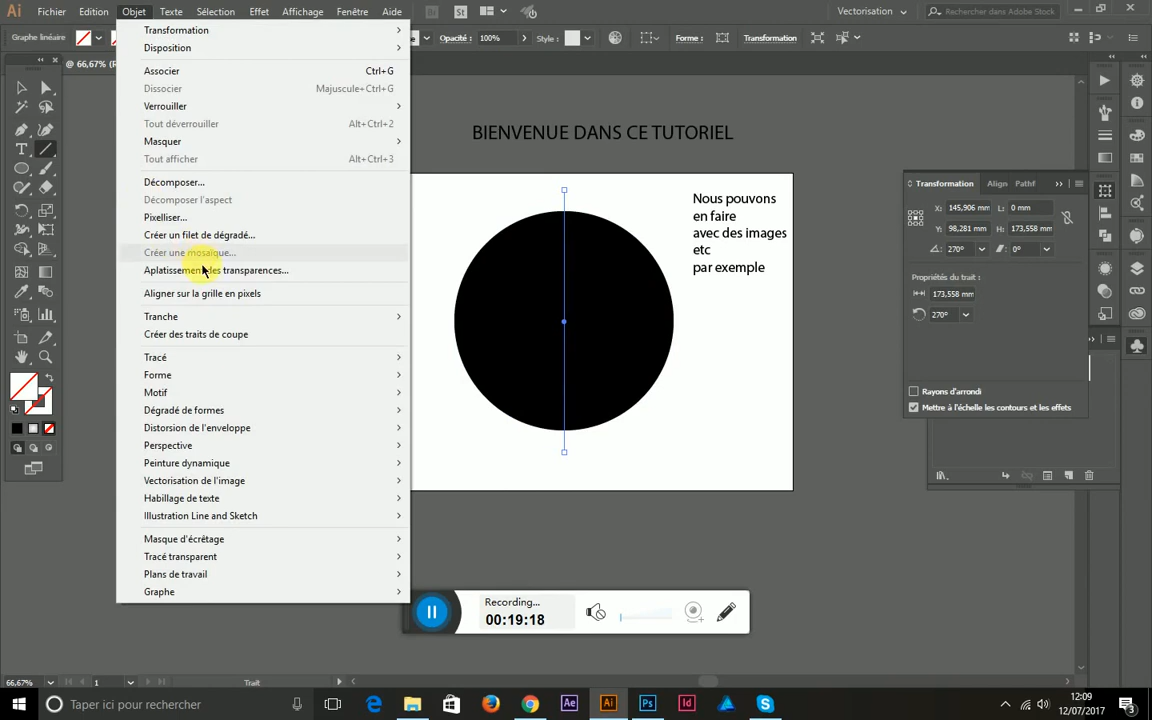 Ai Fichier Edition Objet Texte Sélection Effet Affichage Fenêtre Aide Br St Vectorisation Rechercher dans Adobe Stock
Graphe linéaire Opacité : 100% Style : Forme : Transformation
@ 66,67%
Transformation
Disposition
Associer Ctrl+G
Dissocier Majuscule+Ctrl+G
Verrouiller
Tout déverrouiller Alt+Ctrl+2
Masquer
Tout afficher Alt+Ctrl+3
Décomposer...
Décomposer l'aspect
Pixelliser...
Créer un filet de dégradé...
Créer une mosaïque...
Aplatissement des transparences...
Aligner sur la grille en pixels
Tranche
Créer des traits de coupe
Tracé
Forme
Motif
Dégradé de formes
Distorsion de l'enveloppe
Perspective
Peinture dynamique
Vectorisation de l'image
Habillage de texte
Illustration Line and Sketch
Masque d'écrêtage
Tracé transparent
Plans de travail
Graphe
BIENVENUE DANS CE TUTORIEL
Nous pouvons
en faire
avec des images
etc
par exemple
Transformation Align Pathf
X: 145,906 mm L: 0 mm
Y: 98,281 mm H: 173,558 mm
270° 0°
Propriétés du trait :
173,558 mm
270°
Rayons d'arrondi
Mettre à l'échelle les contours et les effets
Recording...
00:19:18
66,67% 1 Trait
Taper ici pour rechercher
Ae Ai Ps Id
12:09
12/07/2017
3